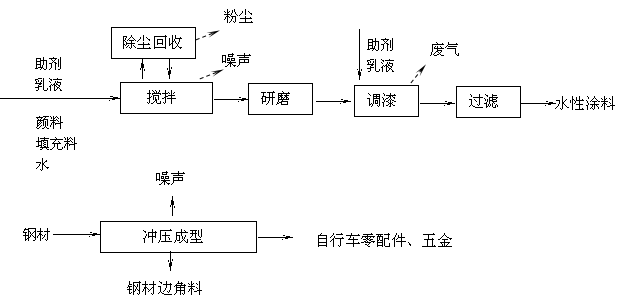 粉尘
除尘回收
噪声
助剂
乳液
搅拌
研磨
助剂
乳液
废气
调漆
过滤
水性涂料
颜料
填充料
水
噪声
钢材
冲压成型
自行车零配件、五金
钢材边角料